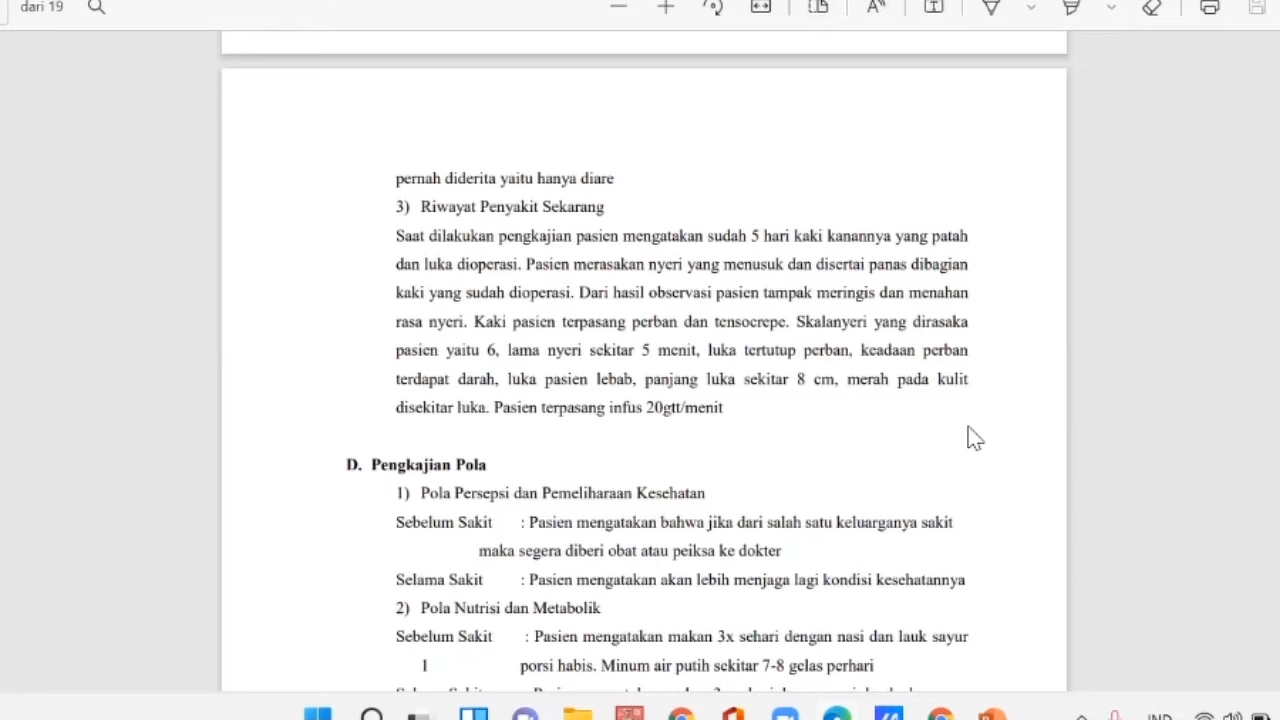 dari 19
pernah diderita yaitu hanya diare
3) Riwayat Penyakit Sekarang
Saat dilakukan pengkajian pasien mengatakan sudah 5 hari kaki kanannya yang patah
dan luka dioperasi. Pasien merasakan nyeri yang menusuk dan disertai panas dibagian
kaki yang sudah dioperasi. Dari hasil observasi pasien tampak meringis dan menahan
rasa nyeri. Kaki pasien terpasang perban dan tensocrepe. Skalanyeri yang dirasaka
pasien yaitu 6, lama nyeri sekitar 5 menit, luka tertutup perban, keadaan perban
terdapat darah, luka pasien lebab, panjang luka sekitar 8 cm, merah pada kulit
disekitar luka. Pasien terpasang infus 20gtt/menit
D. Pengkajian Pola
1) Pola Persepsi dan Pemeliharaan Kesehatan
Sebelum Sakit : Pasien mengatakan bahwa jika dari salah satu keluarganya sakit
maka segera diberi obat atau peiksa ke dokter
Selama Sakit : Pasien mengatakan akan lebih menjaga lagi kondisi kesehatannya
2) Pola Nutrisi dan Metabolik
Sebelum Sakit : Pasien mengatakan makan 3x sehari dengan nasi dan lauk sayur
1 porsi habis. Minum air putih sekitar 7-8 gelas perhari
IND